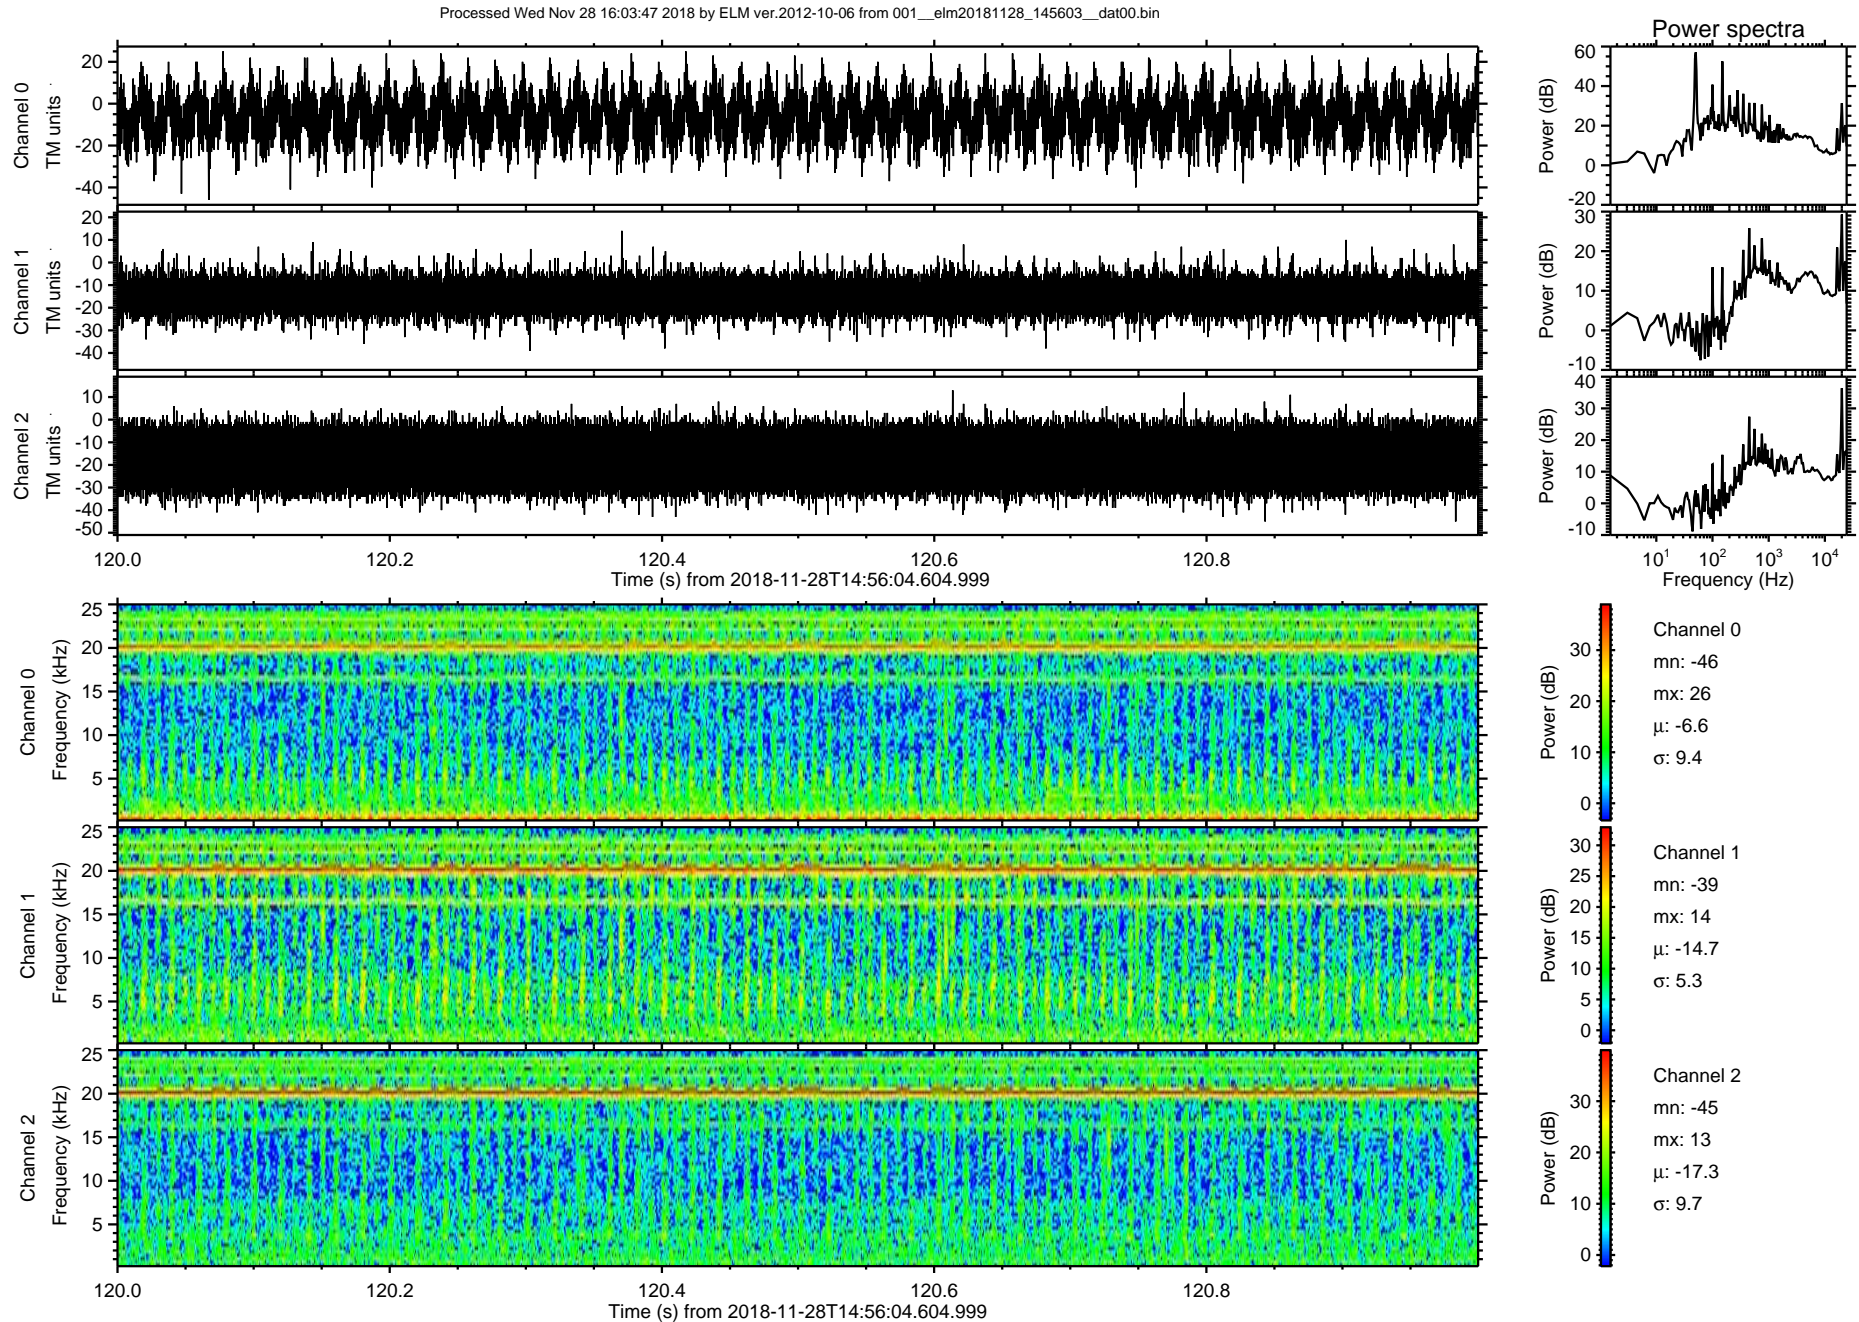 Processed Wed Nov 28 16:03:47 2018 by ELM ver.2012-10-06 from 001__elm20181128_145603__dat00.bin
Power spectra
Channel 0
TM units
20
0
-20
-40
Power (dB)
60
40
20
0
-20
Channel 1
TM units
20
10
0
-10
-20
-30
-40
Power (dB)
30
20
10
0
-10
Channel 2
TM units
10
0
-10
-20
-30
-40
-50
Power (dB)
40
30
20
10
0
-10
120.0 120.2 120.4 120.6 120.8
Time (s) from 2018-11-28T14:56:04.604.999
10¹ 10² 10³ 10⁴
Frequency (Hz)
Channel 0
Frequency (kHz)
25
20
15
10
5
Power (dB)
30
20
10
0
Channel 0
mn: -46
mx: 26
μ: -6.6
σ: 9.4
Channel 1
Frequency (kHz)
25
20
15
10
5
Power (dB)
30
25
20
15
10
5
0
Channel 1
mn: -39
mx: 14
μ: -14.7
σ: 5.3
Channel 2
Frequency (kHz)
25
20
15
10
5
Power (dB)
30
20
10
0
Channel 2
mn: -45
mx: 13
μ: -17.3
σ: 9.7
120.0 120.2 120.4 120.6 120.8
Time (s) from 2018-11-28T14:56:04.604.999